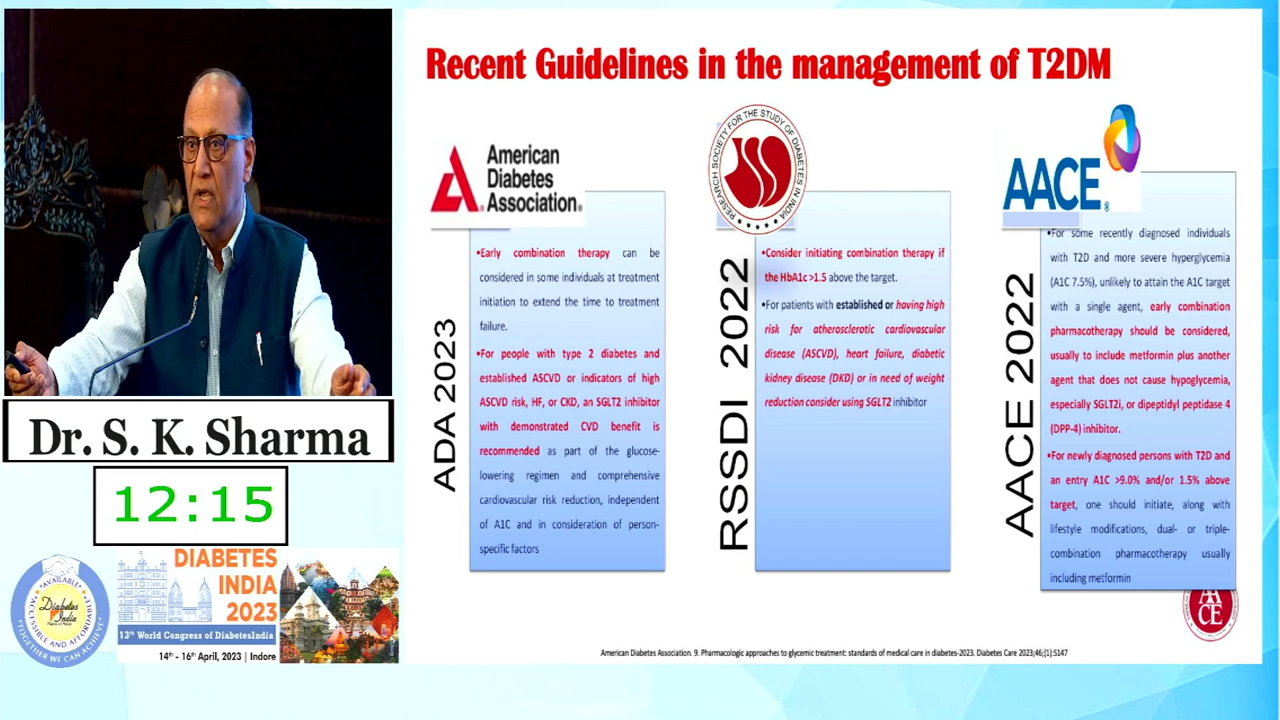 Recent Guidelines in the management of T2DM
American
Diabetes
Association.
RESEARCH SOCIETY FOR THE STUDY OF DIABETES IN INDIA
AACE
ADA 2023
•Early combination therapy can be
considered in some individuals at treatment
initiation to extend the time to treatment
failure.
•For people with type 2 diabetes and
established ASCVD or indicators of high
ASCVD risk, HF, or CKD, an SGLT2 inhibitor
with demonstrated CVD benefit is
recommended as part of the glucose-
lowering regimen and comprehensive
cardiovascular risk reduction, independent
of A1C and in consideration of person-
specific factors
RSSDI 2022
•Consider initiating combination therapy if
the HbA1c >1.5 above the target.
•For patients with established or having high
risk for atherosclerotic cardiovascular
disease (ASCVD), heart failure, diabetic
kidney disease (DKD) or in need of weight
reduction consider using SGLT2 inhibitor
AACE 2022
•For some recently diagnosed individuals
with T2D and more severe hyperglycemia
(A1C 7.5%), unlikely to attain the A1C target
with a single agent, early combination
pharmacotherapy should be considered,
usually to include metformin plus another
agent that does not cause hypoglycemia,
especially SGLT2i, or dipeptidyl peptidase 4
(DPP-4) inhibitor.
•For newly diagnosed persons with T2D and
an entry A1C >9.0% and/or 1.5% above
target, one should initiate, along with
lifestyle modifications, dual- or triple-
combination pharmacotherapy usually
including metformin
AACE
American Diabetes Association. 9. Pharmacologic approaches to glycemic treatment: standards of medical care in diabetes-2023. Diabetes Care 2023;46;(1):S147
Dr. S. K. Sharma
12:15
AVAILABLE
ACCESSIBLE AND AFFORDABLE
Diabetes
India
TOGETHER WE CAN ACHIEVE
DIABETES
INDIA
2023
13th World Congress of DiabetesIndia
14th - 16th April, 2023 | Indore